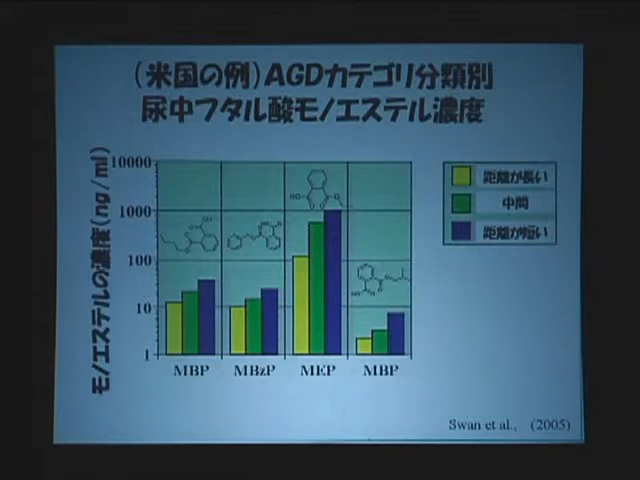 (米国の例)AGDカテゴリ分類別
尿中フタル酸モノエステル濃度
モノエステルの濃度(ng/ml)
10000
1000
100
10
1
MBP
MBzP
MEP
MBP
距離が長い
中間
距離が短い
Swan et al., (2005)